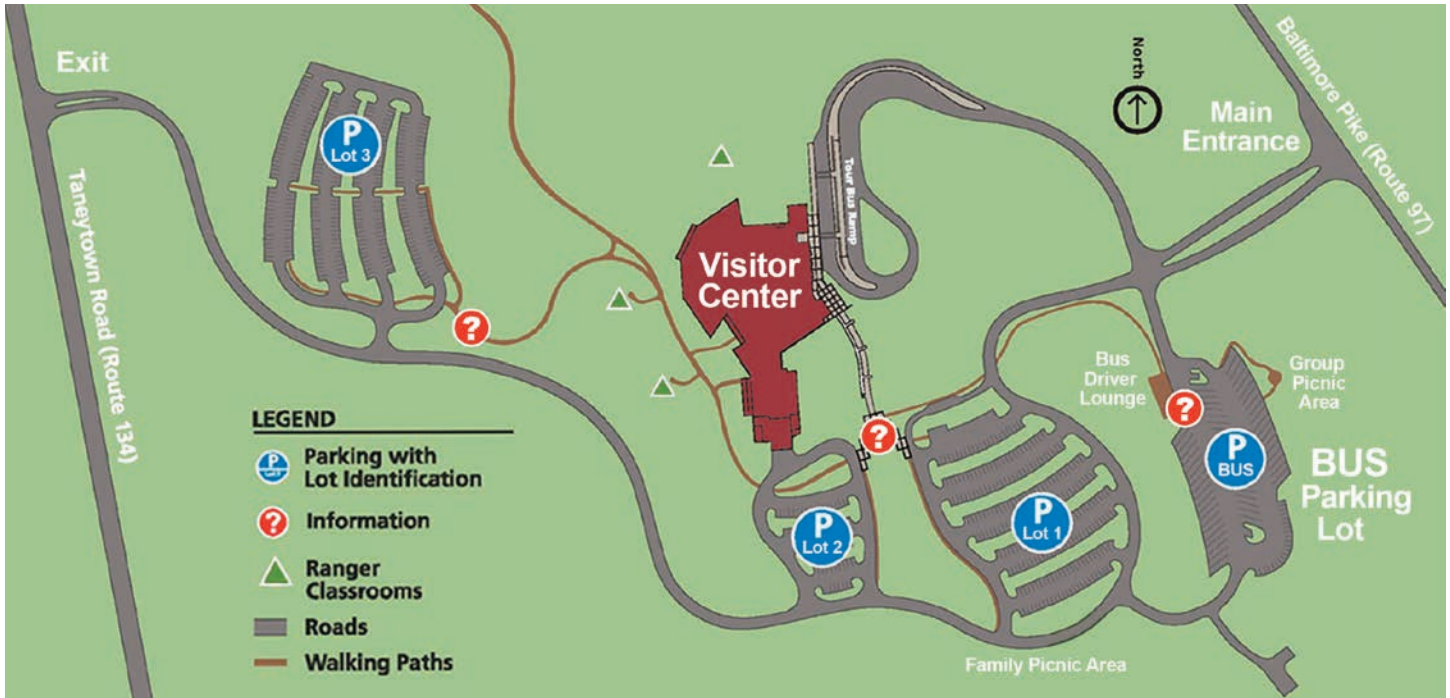 Exit
P
Lot 3
North
Main
Entrance
Baltimore Pike (Route 97)
Taneytown Road (Route 134)
Tour Bus Ramp
Visitor
Center
?
Bus
Driver
Lounge
Group
Picnic
Area
?
?
P
BUS
BUS
Parking
Lot
P
Lot 2
P
Lot 1
Family Picnic Area
LEGEND
P
Parking with
Lot Identification
?
Information
Ranger
Classrooms
Roads
Walking Paths